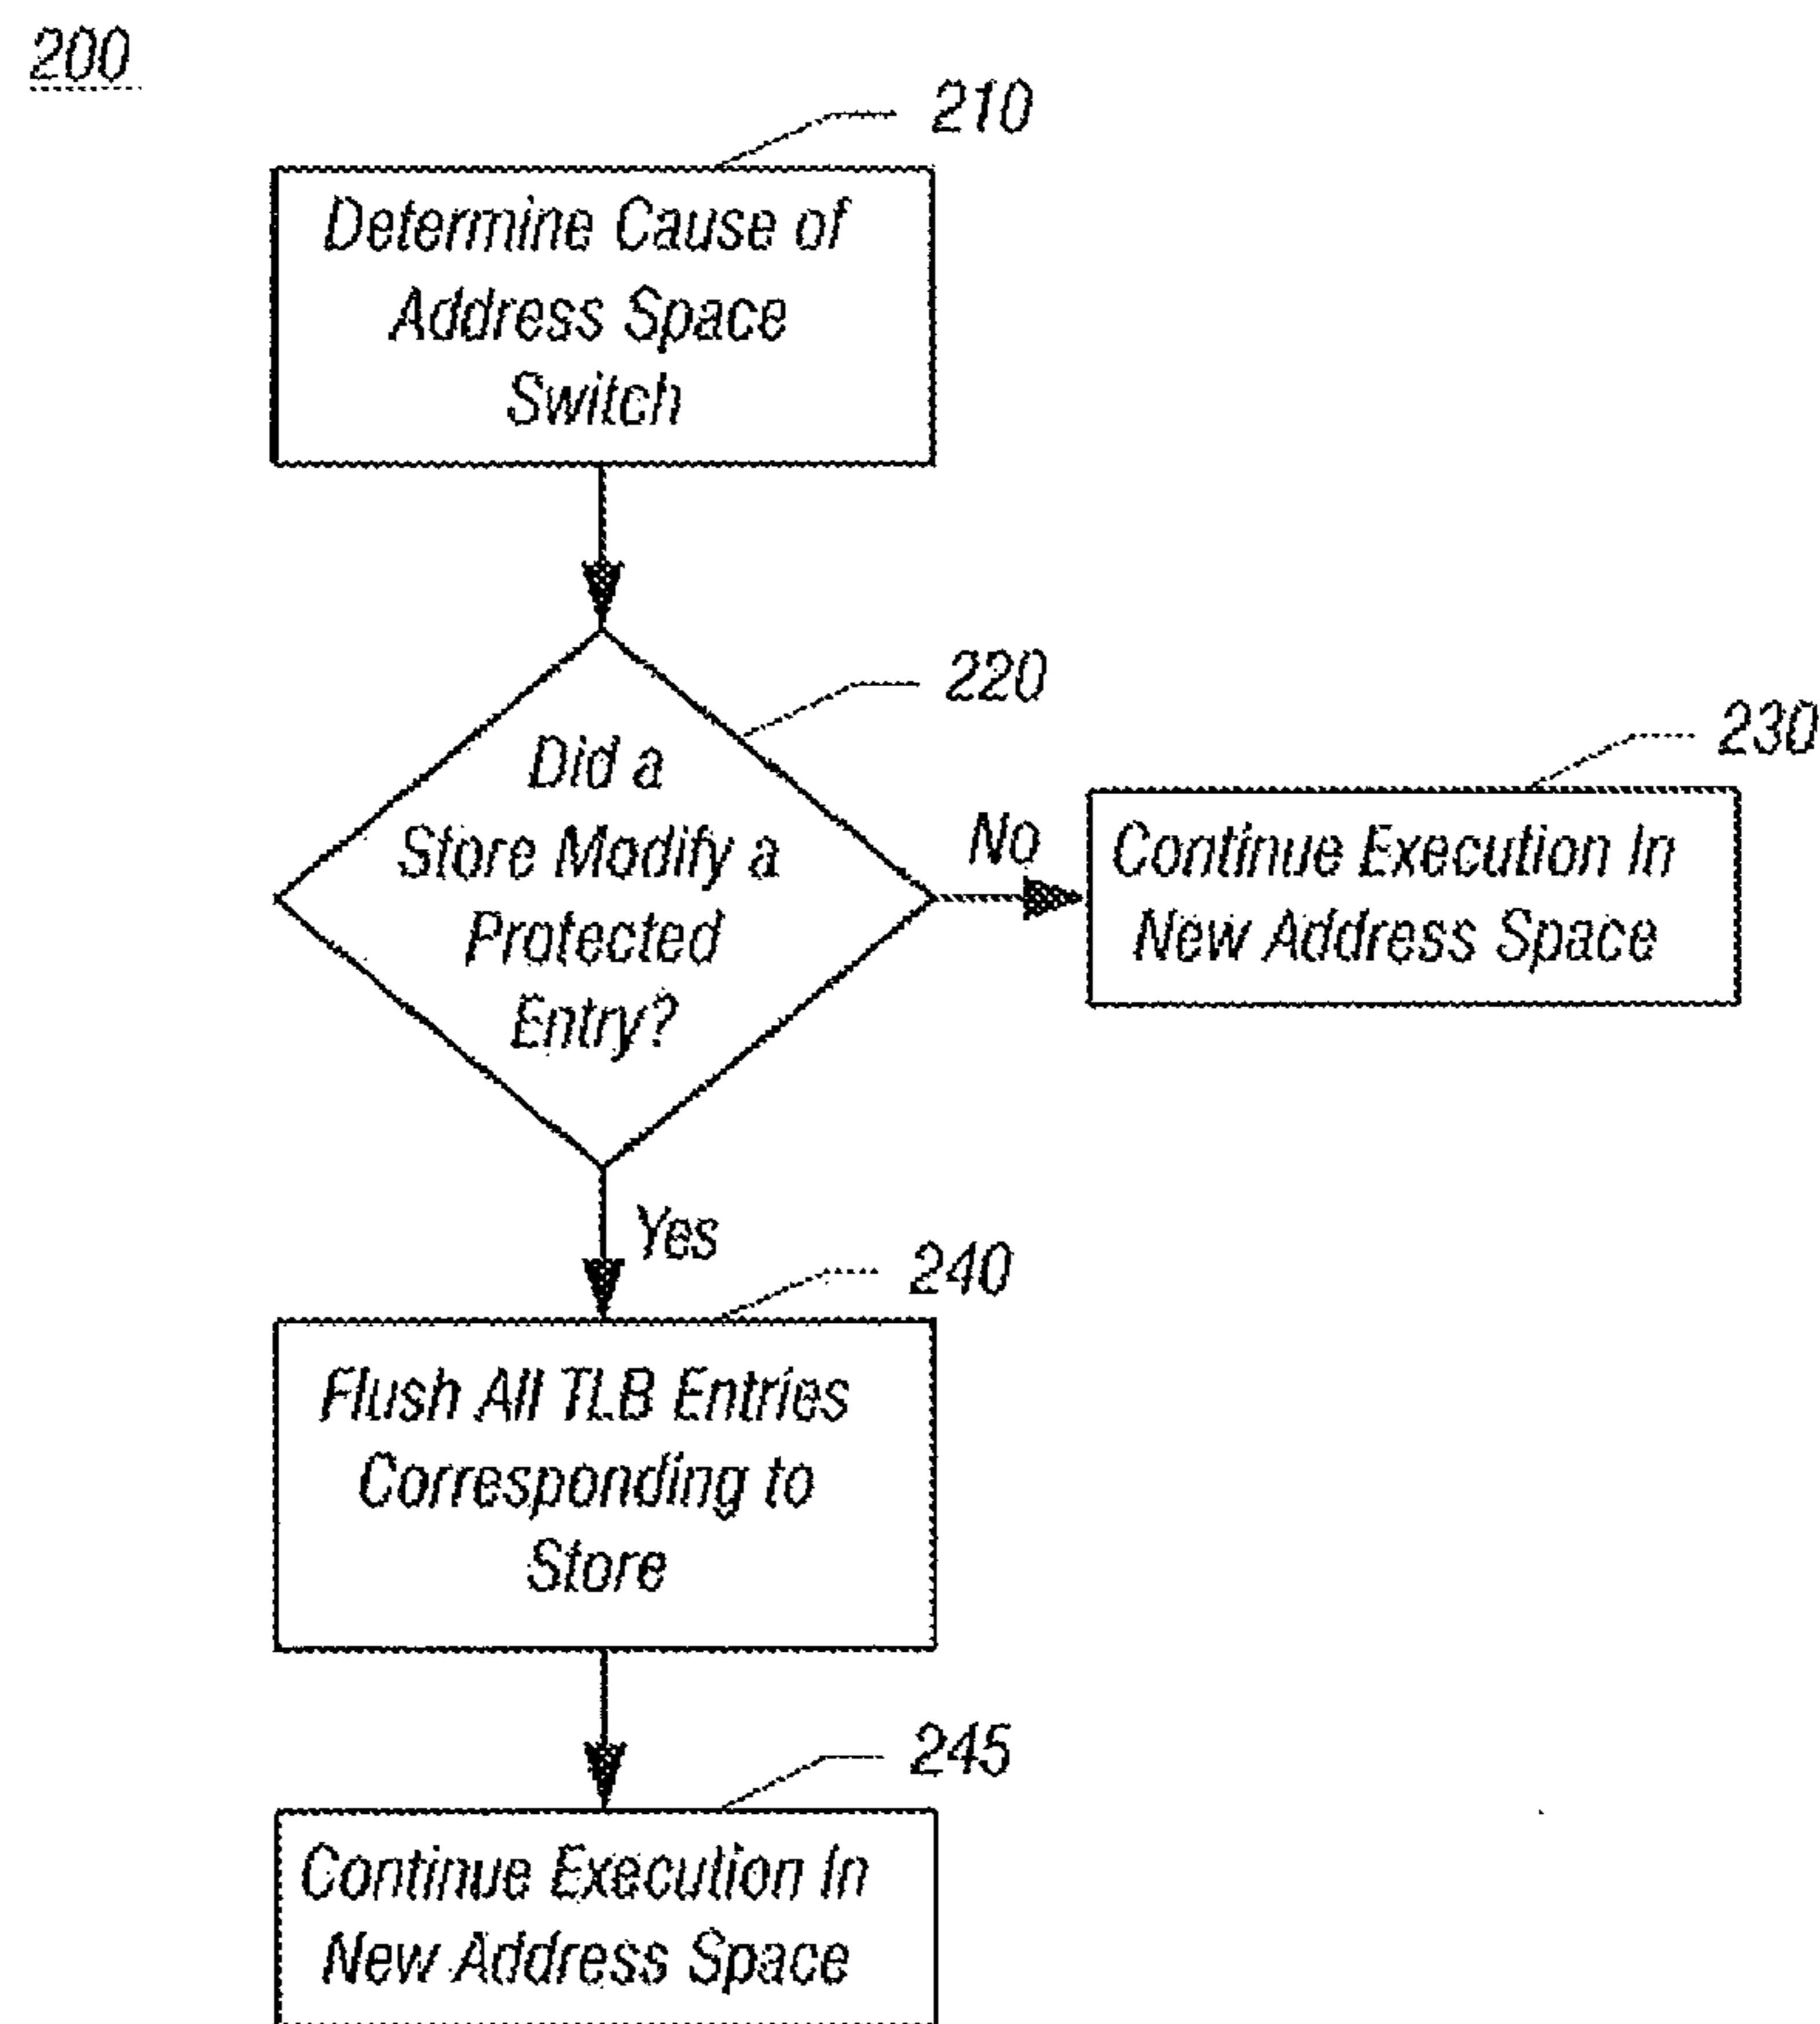 200
210
Determine Cause of
Address Space
Switch
220
Did a
Store Modify a
Protected
Entry?
No
230
Continue Execution In
New Address Space
Yes
240
Flush All TLB Entries
Corresponding to
Store
245
Continue Execution In
New Address Space